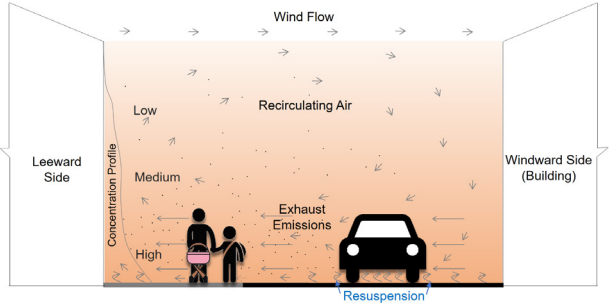 Wind Flow
Low
Recirculating Air
Leeward
Side
Concentration Profile
Windward Side
(Building)
Medium
Exhaust
Emissions
High
Resuspension